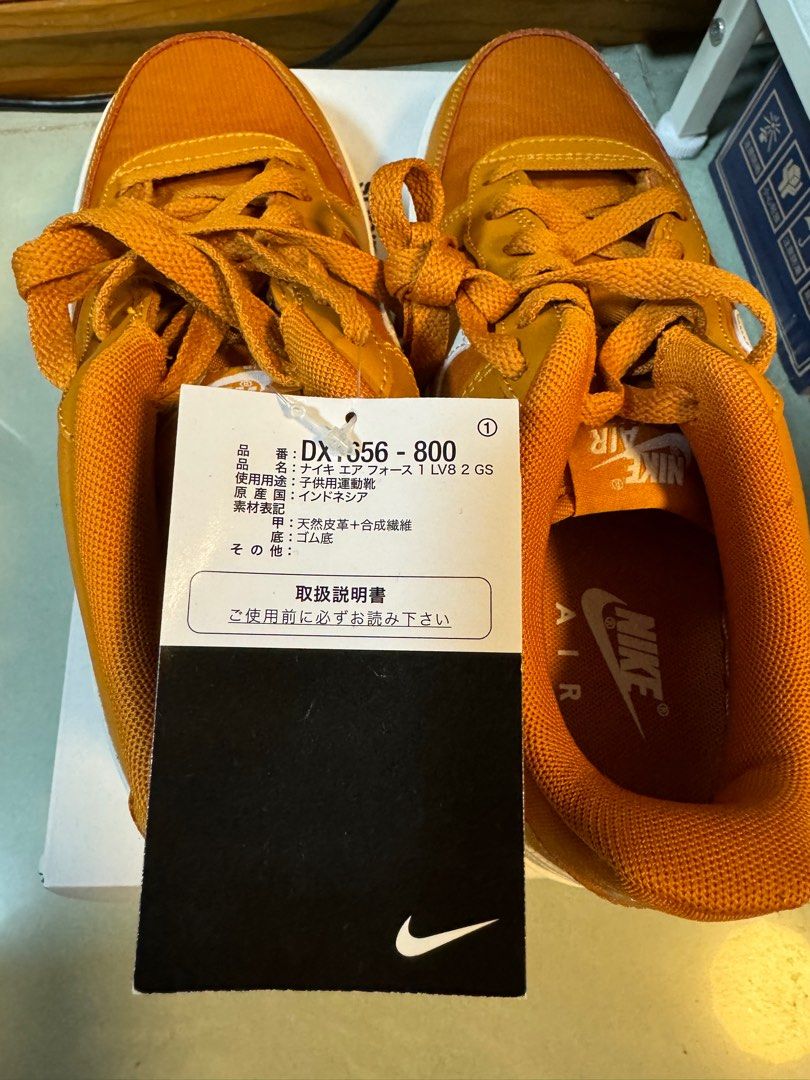 ①
品番：DX1656 - 800
品名：ナイキ エア フォース 1 LV8 2 GS
使用用途：子供用運動靴
原産国：インドネシア
素材表記
甲：天然皮革＋合成繊維
底：ゴム底
その他：
取扱説明書
ご使用前に必ずお読み下さい
NIKE
AIR
®
NIKE
®
AIR
®